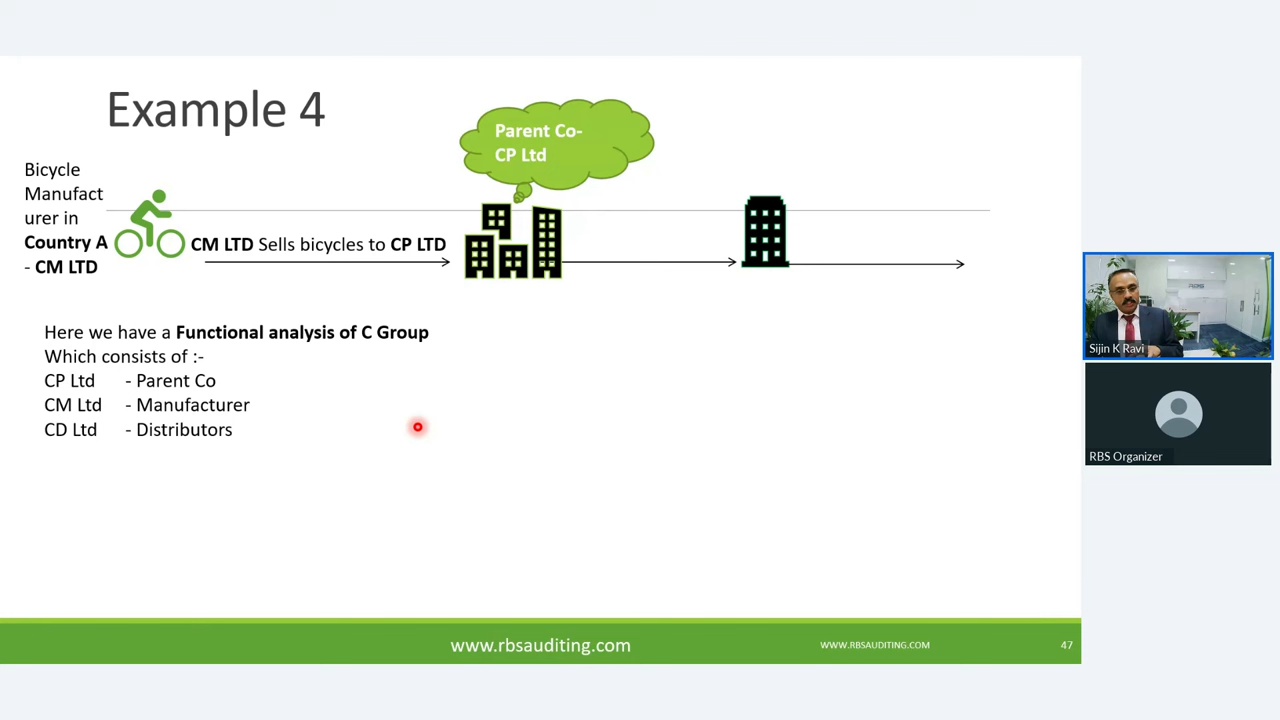 Example 4
Parent Co-
CP Ltd
Bicycle
Manufact
urer in
Country A
- CM LTD
CM LTD Sells bicycles to CP LTD
Here we have a Functional analysis of C Group
Which consists of :-
CP Ltd - Parent Co
CM Ltd - Manufacturer
CD Ltd - Distributors
Sijin K Ravi
RBS Organizer
www.rbsauditing.com
WWW.RBSAUDITING.COM
47